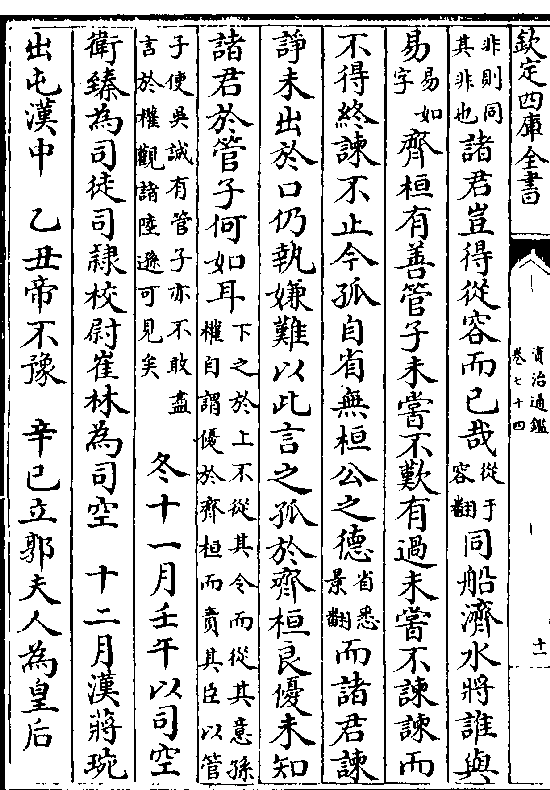 欽定四庫全書
資治通鑑
卷七十四
十一
非則同
其非也
諸君豈得從容而已哉
從于
容翻
同船濟水將誰與
易
易如
字
齊桓有善管子未嘗不歎有過未嘗不諫諫而
不得終諫不止今孤自省無桓公之德
省悉
景翻
而諸君諫
諍未出於口仍執嫌難以此言之孤於齊桓良優未知
諸君於管子何如耳
下之於上不從其令而從其意孫
權自謂優於齊桓而責其臣以管
子使吳誠有管子亦不敢盡
言於權觀諸陸遜可見矣
冬十一月壬午以司空
衛臻為司徒司隸校尉崔林為司空 十二月漢蔣琬
出屯漢中 乙丑帝不豫 辛巳立郭夫人為皇后